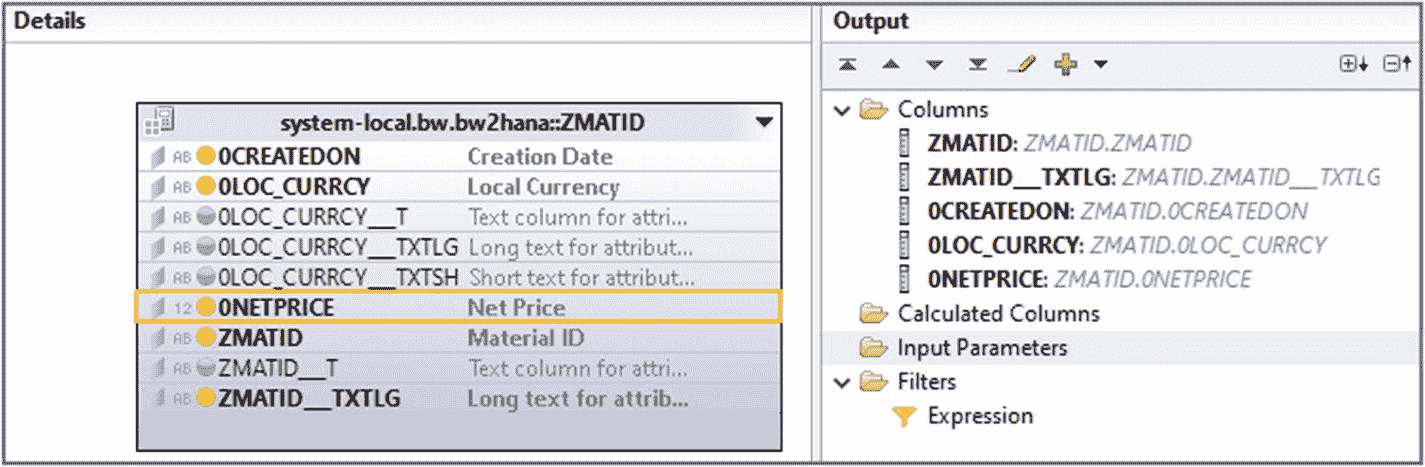 Details
system-local.bw.bw2hana::ZMATID
AB 0CREATEDON Creation Date
AB 0LOC_CURRCY Local Currency
AB 0LOC_CURRCY__T Text column for attri...
AB 0LOC_CURRCY__TXTLG Long text for attribut...
AB 0LOC_CURRCY__TXTSH Short text for attribut...
12 0NETPRICE Net Price
AB ZMATID Material ID
AB ZMATID__T Text column for attri...
AB ZMATID__TXTLG Long text for attrib...
Output
Columns
ZMATID: ZMATID.ZMATID
ZMATID__TXTLG: ZMATID.ZMATID__TXTLG
0CREATEDON: ZMATID.0CREATEDON
0LOC_CURRCY: ZMATID.0LOC_CURRCY
0NETPRICE: ZMATID.0NETPRICE
Calculated Columns
Input Parameters
Filters
Expression